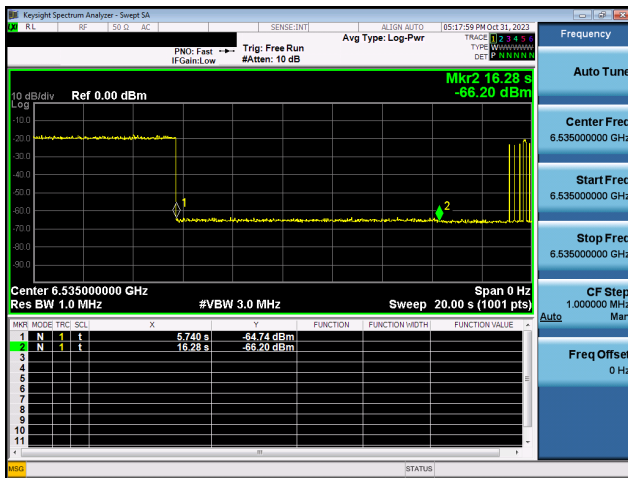 Keysight Spectrum Analyzer - Swept SA
RL RF 50 Ω AC SENSE:INT ALIGN AUTO 05:17:59 PM Oct 31, 2023
PNO: Fast
IFGain:Low
Trig: Free Run
#Atten: 10 dB
Avg Type: Log-Pwr
TRACE 1 2 3 4 5 6
TYPE WWWWWW
DET P N N N N N
Mkr2 16.28 s
-66.20 dBm
10 dB/div Ref 0.00 dBm
Log
-10.0
-20.0
-30.0
-40.0
-50.0
-60.0
-70.0
-80.0
-90.0
1
2
Center 6.535000000 GHz Span 0 Hz
Res BW 1.0 MHz #VBW 3.0 MHz Sweep 20.00 s (1001 pts)
MKR MODE TRC SCL X Y FUNCTION FUNCTION WIDTH FUNCTION VALUE
1 N 1 t 5.740 s -64.74 dBm
2 N 1 t 16.28 s -66.20 dBm
3
4
5
6
7
8
9
10
11
MSG STATUS
Frequency
Auto Tune
Center Freq
6.535000000 GHz
Start Freq
6.535000000 GHz
Stop Freq
6.535000000 GHz
CF Step
1.000000 MHz
Auto Man
Freq Offset
0 Hz